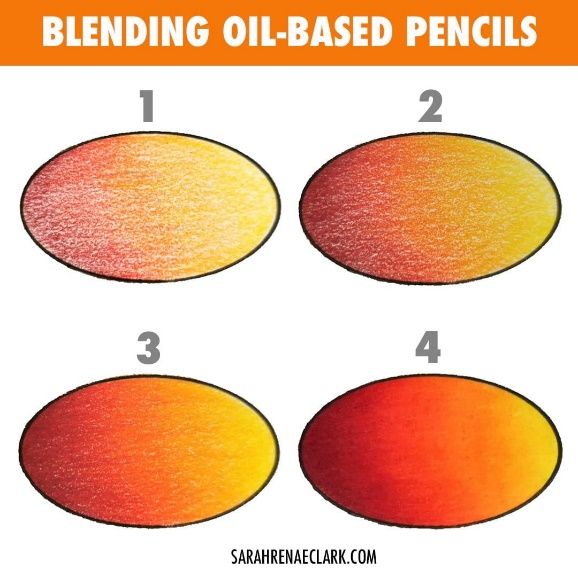 BLENDING OIL-BASED PENCILS
1 2
3 4
SARAHRENAECLARK.COM